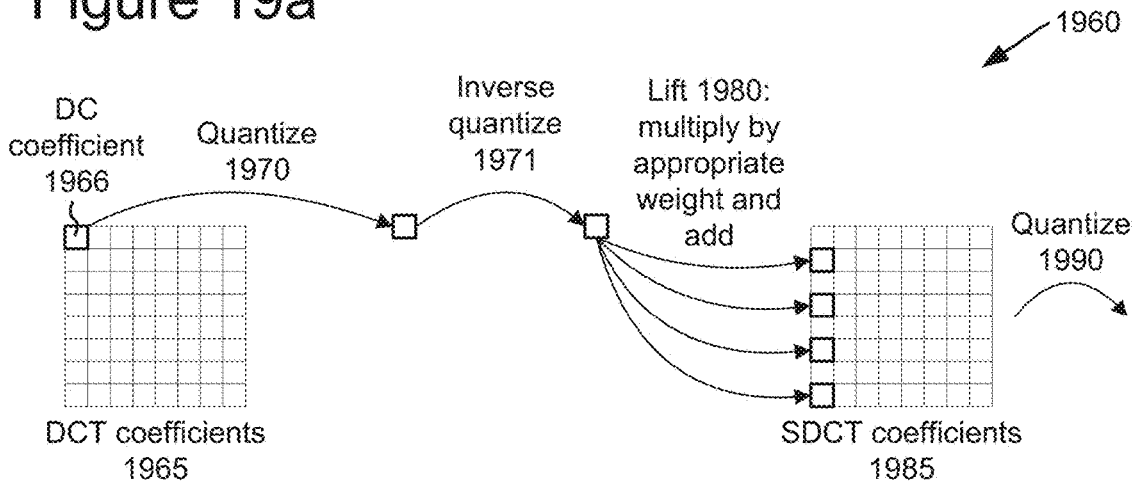 Figure 19a
1960
DC
coefficient
1966
Quantize
1970
Inverse
quantize
1971
Lift 1980:
multiply by
appropriate
weight and
add
Quantize
1990
DCT coefficients
1965
SDCT coefficients
1985